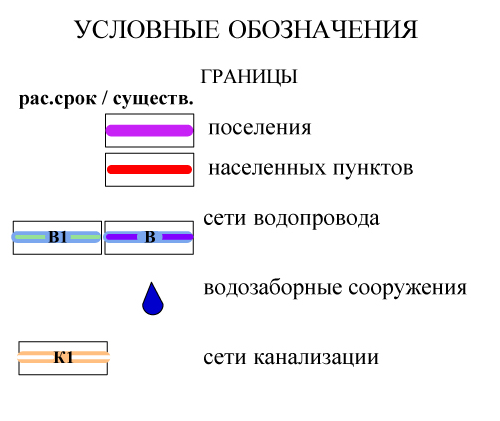 УСЛОВНЫЕ ОБОЗНАЧЕНИЯ
ГРАНИЦЫ
рас.срок / существ.
поселения
населенных пунктов
сети водопровода
В1 В
водозаборные сооружения
К1 сети канализации